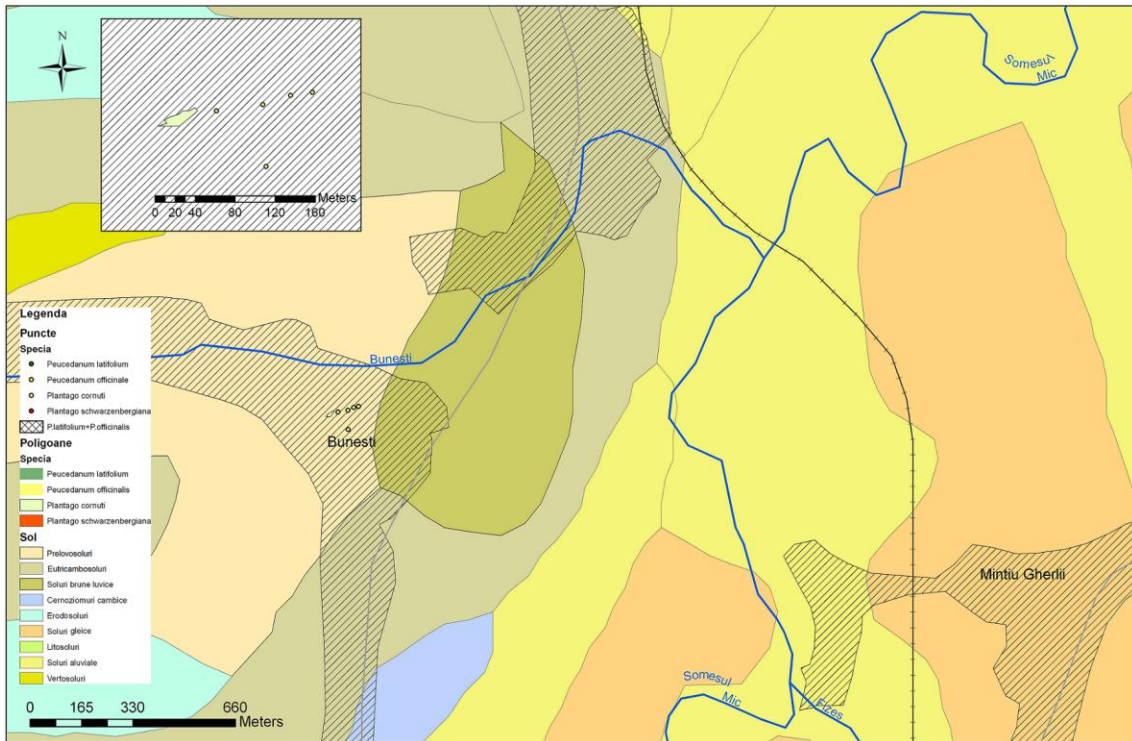 N
Meters
0 20 40 80 120 160
Somesul
Mic
Bunesti
Bunesti
Mintiu Gherlii
Somesul
Mic
Fizes
Legenda
Puncte
Specia
Peucedanum latifolium
Peucedanum officinale
Plantago cornuti
Plantago schwarzenbergiana
P.latifolium+P.officinalis
Poligoane
Specia
Peucedanum latifolium
Peucedanum officinalis
Plantago cornuti
Plantago schwarzenbergiana
Sol
Prelovosoluri
Eutricambosoluri
Soluri brune luvice
Cernoziomuri cambice
Erodosoluri
Soluri gleice
Litosoluri
Soluri aluviale
Vertosoluri
0 165 330 660
Meters